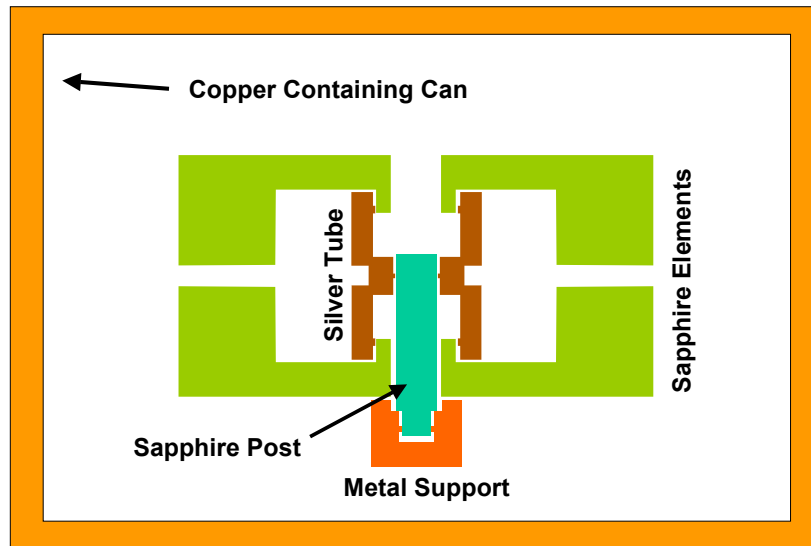 Copper Containing Can
Silver Tube
Sapphire Elements
Sapphire Post
Metal Support